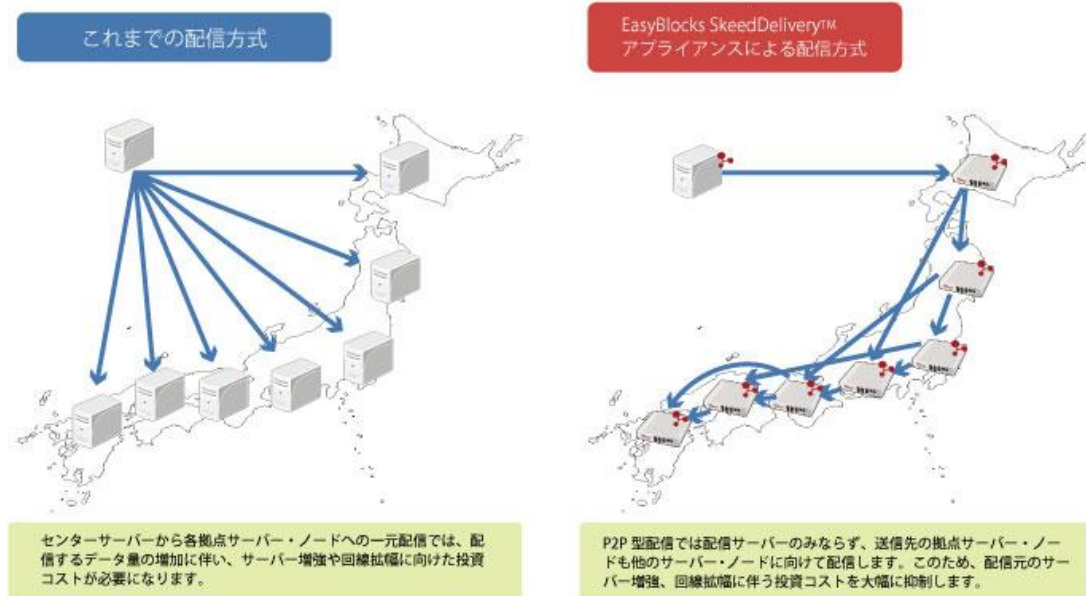 これまでの配信方式
EasyBlocks SkeedDelivery™
アプライアンスによる配信方式
センターサーバーから各拠点サーバー・ノードへの一元配信では、配
信するデータ量の増加に伴い、サーバー増強や回線拡幅に向けた投資
コストが必要になります。
P2P 型配信では配信サーバーのみならず、送信先の拠点サーバー・ノー
ドも他のサーバー・ノードに向けて配信します。このため、配信元のサー
バー増強、回線拡幅に伴う投資コストを大幅に抑制します。